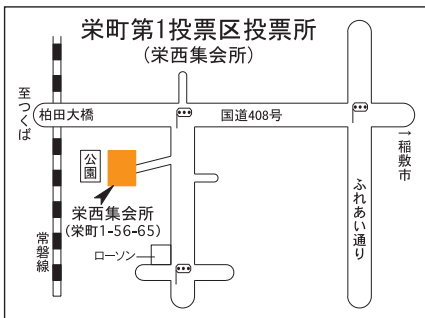 栄町第1投票区投票所
(栄西集会所)
至つくば
柏田大橋
国道408号
→稲敷市
公園
栄西集会所
(栄町1-56-65)
ふれあい通り
ローソン
常磐線